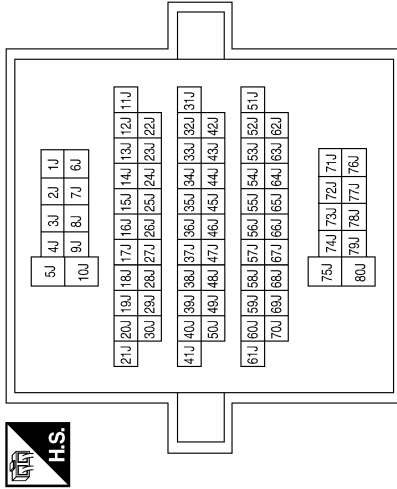 H.S.
5J 4J 3J 2J 1J
10J 9J 8J 7J 6J
21J 20J 19J 18J 17J 16J 15J 14J 13J 12J 11J
30J 29J 28J 27J 26J 25J 24J 23J 22J
41J 40J 39J 38J 37J 36J 35J 34J 33J 32J 31J
50J 49J 48J 47J 46J 45J 44J 43J 42J
61J 60J 59J 58J 57J 56J 55J 54J 53J 52J 51J
70J 69J 68J 67J 66J 65J 64J 63J 62J
75J 74J 73J 72J 71J
80J 79J 78J 77J 76J